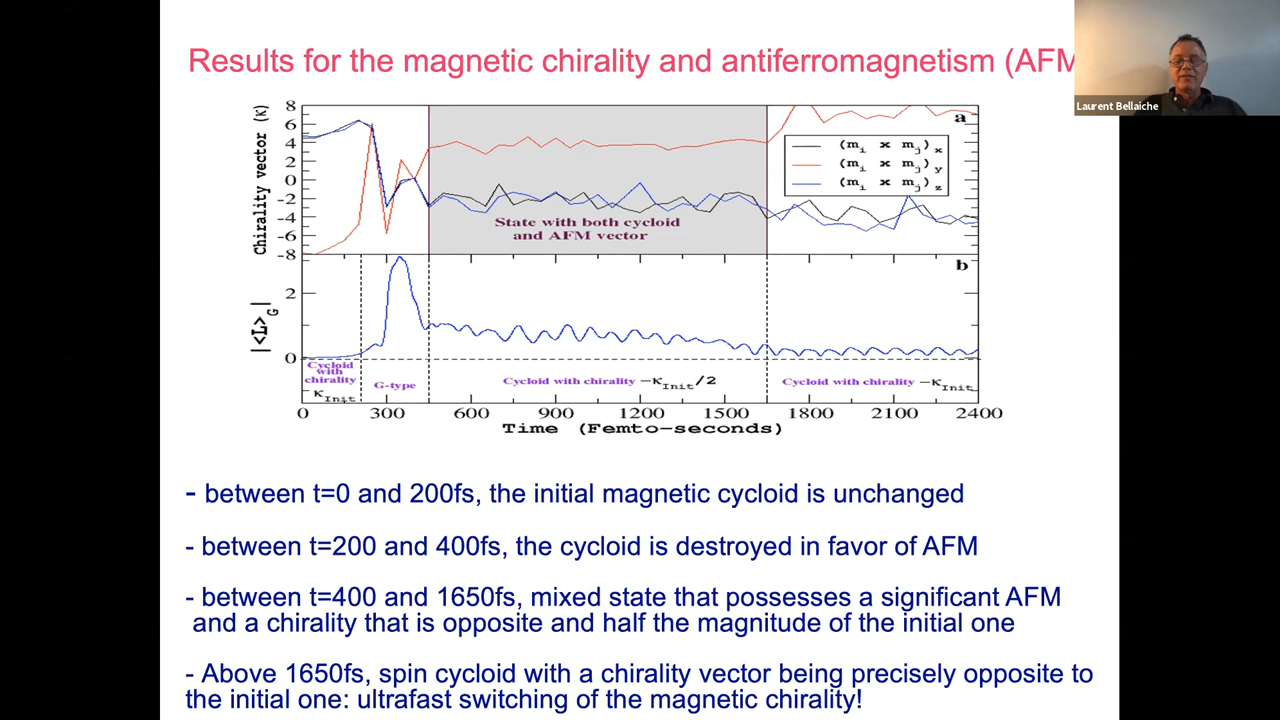 Results for the magnetic chirality and antiferromagnetism (AFM
Laurent Bellaiche
Chirality vector (κ)
8
6
4
2
0
-2
-4
-6
-8
a
(mi x mj)x
(mi x mj)y
(mi x mj)z
State with both cycloid
and AFM vector
|<L>G|
2
0
b
Cycloid
with
chirality
κInit
G-type
Cycloid with chirality -κInit/2
Cycloid with chirality -κInit
0 300 600 900 1200 1500 1800 2100 2400
Time (Femto-seconds)
- between t=0 and 200fs, the initial magnetic cycloid is unchanged
- between t=200 and 400fs, the cycloid is destroyed in favor of AFM
- between t=400 and 1650fs, mixed state that possesses a significant AFM
and a chirality that is opposite and half the magnitude of the initial one
- Above 1650fs, spin cycloid with a chirality vector being precisely opposite to
the initial one: ultrafast switching of the magnetic chirality!